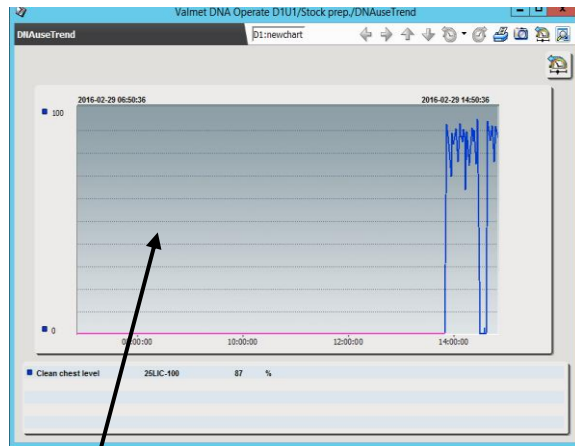 Valmet DNA Operate D1U1/Stock prep./DNAuseTrend
DNAuseTrend
D1:newchart
2016-02-29 06:50:36
2016-02-29 14:50:36
100
0
08:00:00
10:00:00
12:00:00
14:00:00
Clean chest level 25LIC-100 87 %